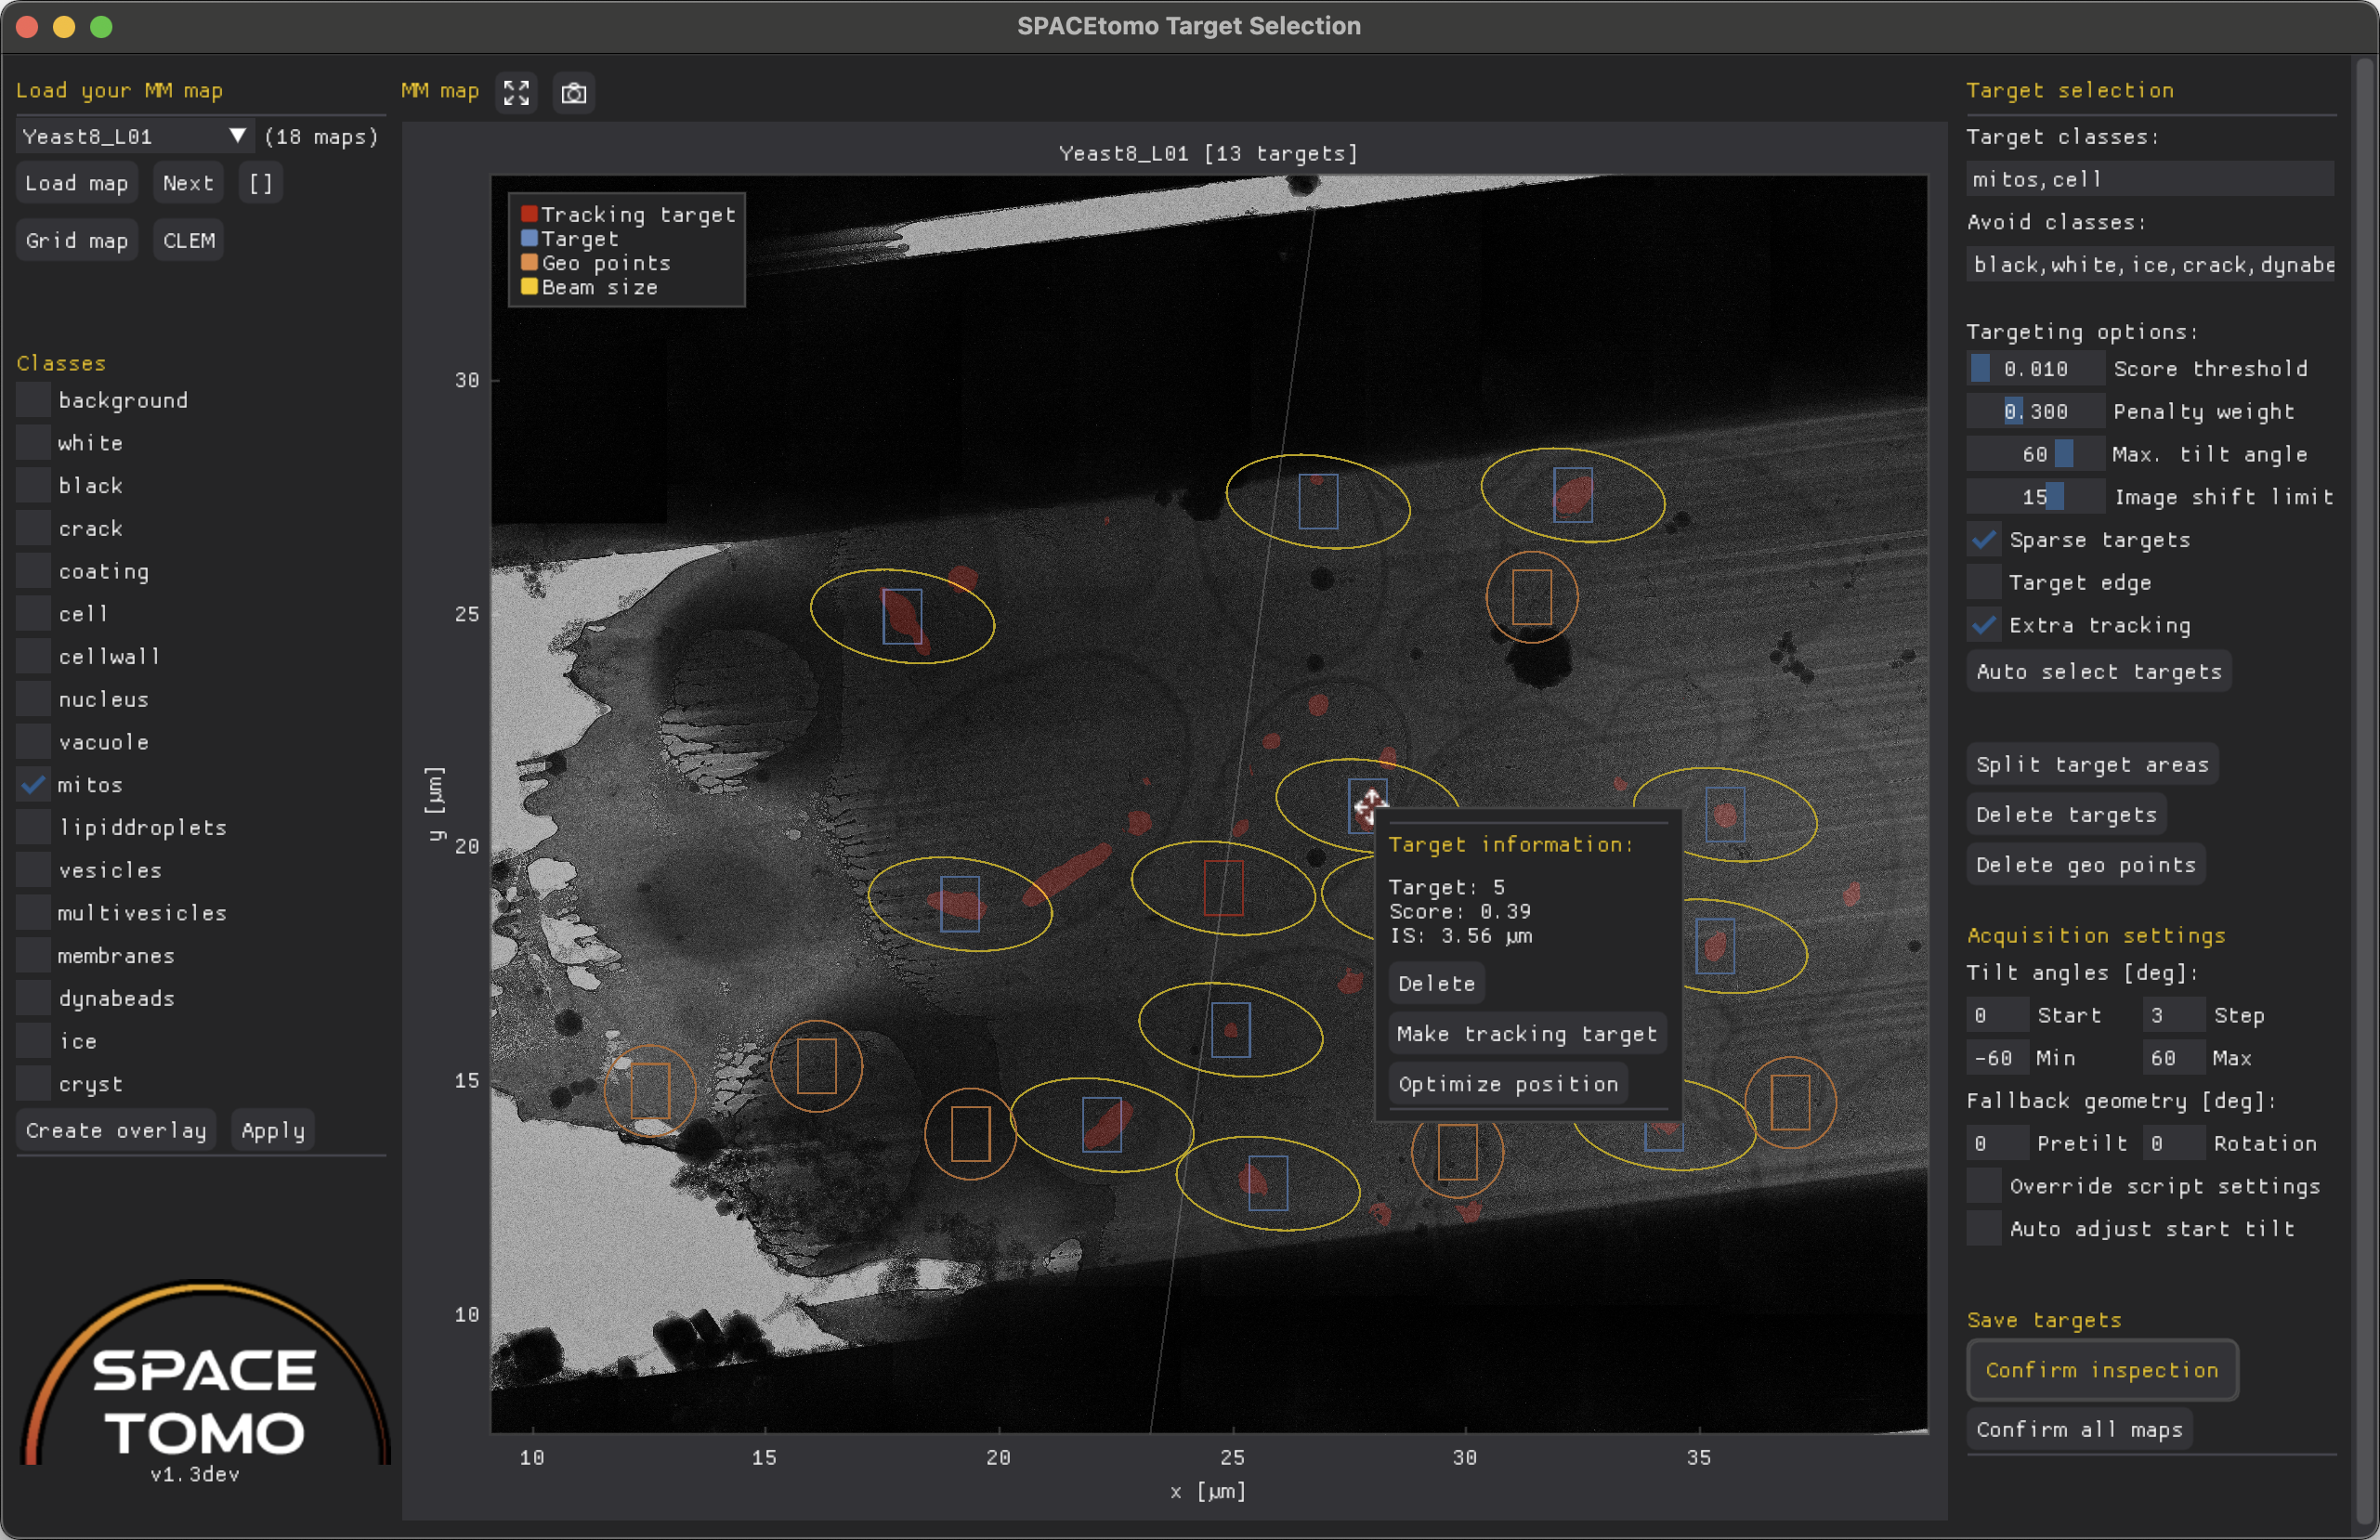 SPACEtomo Target Selection
Load your MM map
Yeast8_L01 (18 maps)
Load map Next []
Grid map CLEM
Classes
background
white
black
crack
coating
cell
cellwall
nucleus
vacuole
mitos
lipiddroplets
vesicles
multivesicles
membranes
dynabeads
ice
cryst
Create overlay Apply
SPACE
TOMO
v1.3dev
MM map
Yeast8_L01 [13 targets]
Tracking target
Target
Geo points
Beam size
30
25
20
15
10
y [µm]
10 15 20 25 30 35
x [µm]
Target information:
Target: 5
Score: 0.39
IS: 3.56 µm
Delete
Make tracking target
Optimize position
Target selection
Target classes:
mitos,cell
Avoid classes:
black,white,ice,crack,dynabe
Targeting options:
0.010 Score threshold
0.300 Penalty weight
60 Max. tilt angle
15 Image shift limit
Sparse targets
Target edge
Extra tracking
Auto select targets
Split target areas
Delete targets
Delete geo points
Acquisition settings
Tilt angles [deg]:
0 Start 3 Step
-60 Min 60 Max
Fallback geometry [deg]:
0 Pretilt 0 Rotation
Override script settings
Auto adjust start tilt
Save targets
Confirm inspection
Confirm all maps